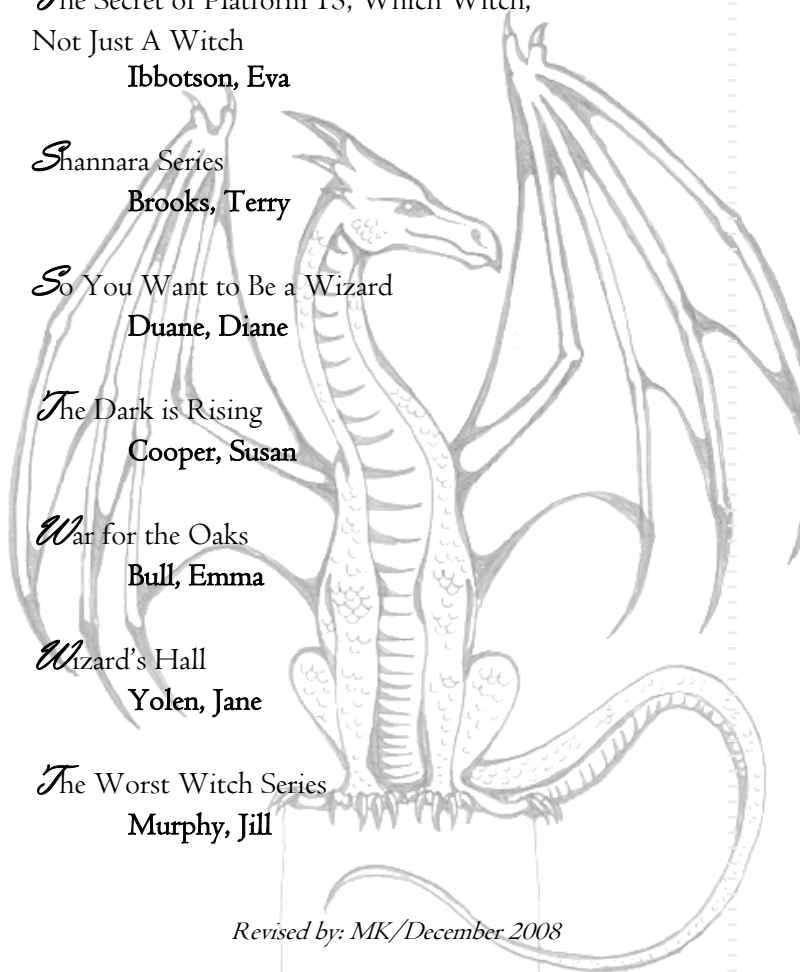 The Secret of Platform 13, Which Witch,
Not Just A Witch
Ibbotson, Eva
Shannara Series
Brooks, Terry
So You Want to Be a Wizard
Duane, Diane
The Dark is Rising
Cooper, Susan
War for the Oaks
Bull, Emma
Wizard's Hall
Yolen, Jane
The Worst Witch Series
Murphy, Jill
Revised by: MK/December 2008